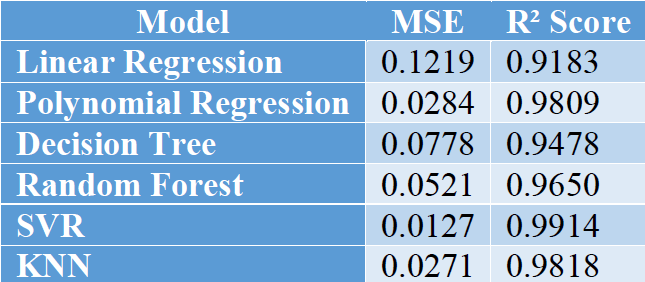 Model MSE R² Score
Linear Regression 0.1219 0.9183
Polynomial Regression 0.0284 0.9809
Decision Tree 0.0778 0.9478
Random Forest 0.0521 0.9650
SVR 0.0127 0.9914
KNN 0.0271 0.9818